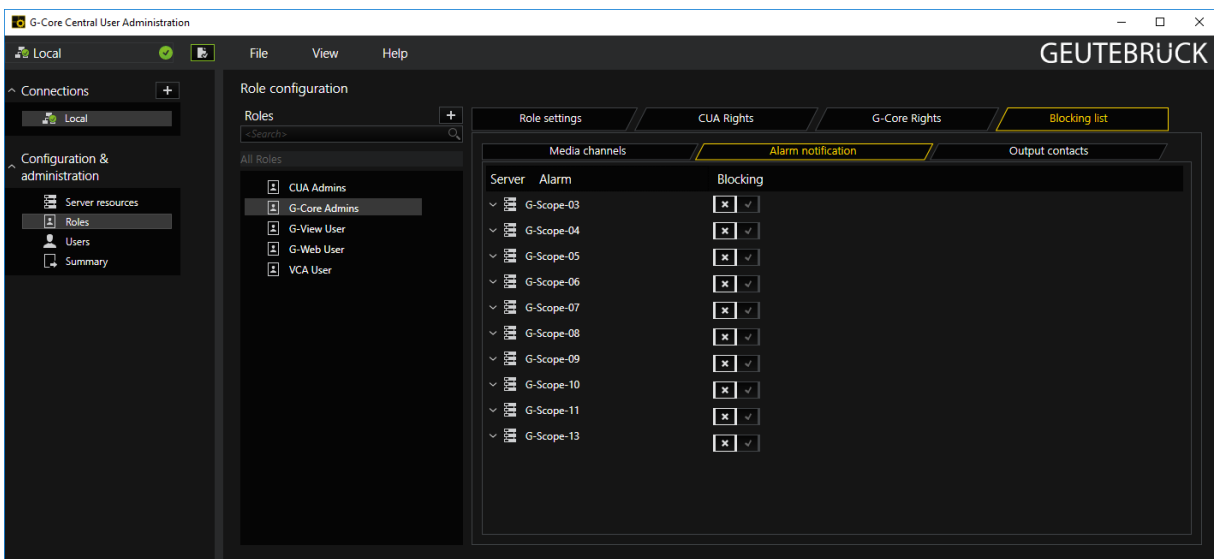 G-Core Central User Administration
Local
File View Help
GEUTEBRÜCK
Connections
Local
Configuration &
administration
Server resources
Roles
Users
Summary
Role configuration
Roles
<Search>
All Roles
CUA Admins
G-Core Admins
G-View User
G-Web User
VCA User
Role settings CUA Rights G-Core Rights Blocking list
Media channels Alarm notification Output contacts
Server Alarm Blocking
G-Scope-03
G-Scope-04
G-Scope-05
G-Scope-06
G-Scope-07
G-Scope-08
G-Scope-09
G-Scope-10
G-Scope-11
G-Scope-13